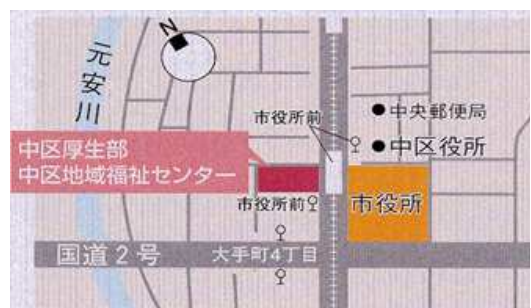 N
元安川
市役所前
中央郵便局
中区役所
中区厚生部
中区地域福祉センター
市役所前
市役所
国道2号
大手町4丁目